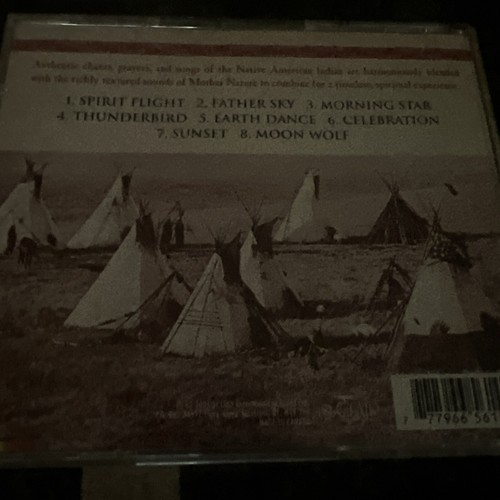 Authentic chants, prayers, and songs of the Native American Indian are harmoniously blended
with the richly textured sounds of Mother Nature to combine for a timeless, spiritual experience.
1. SPIRIT FLIGHT 2. FATHER SKY 3. MORNING STAR
4. THUNDERBIRD 5. EARTH DANCE 6. CELEBRATION
7. SUNSET 8. MOON WOLF
7 77966 561